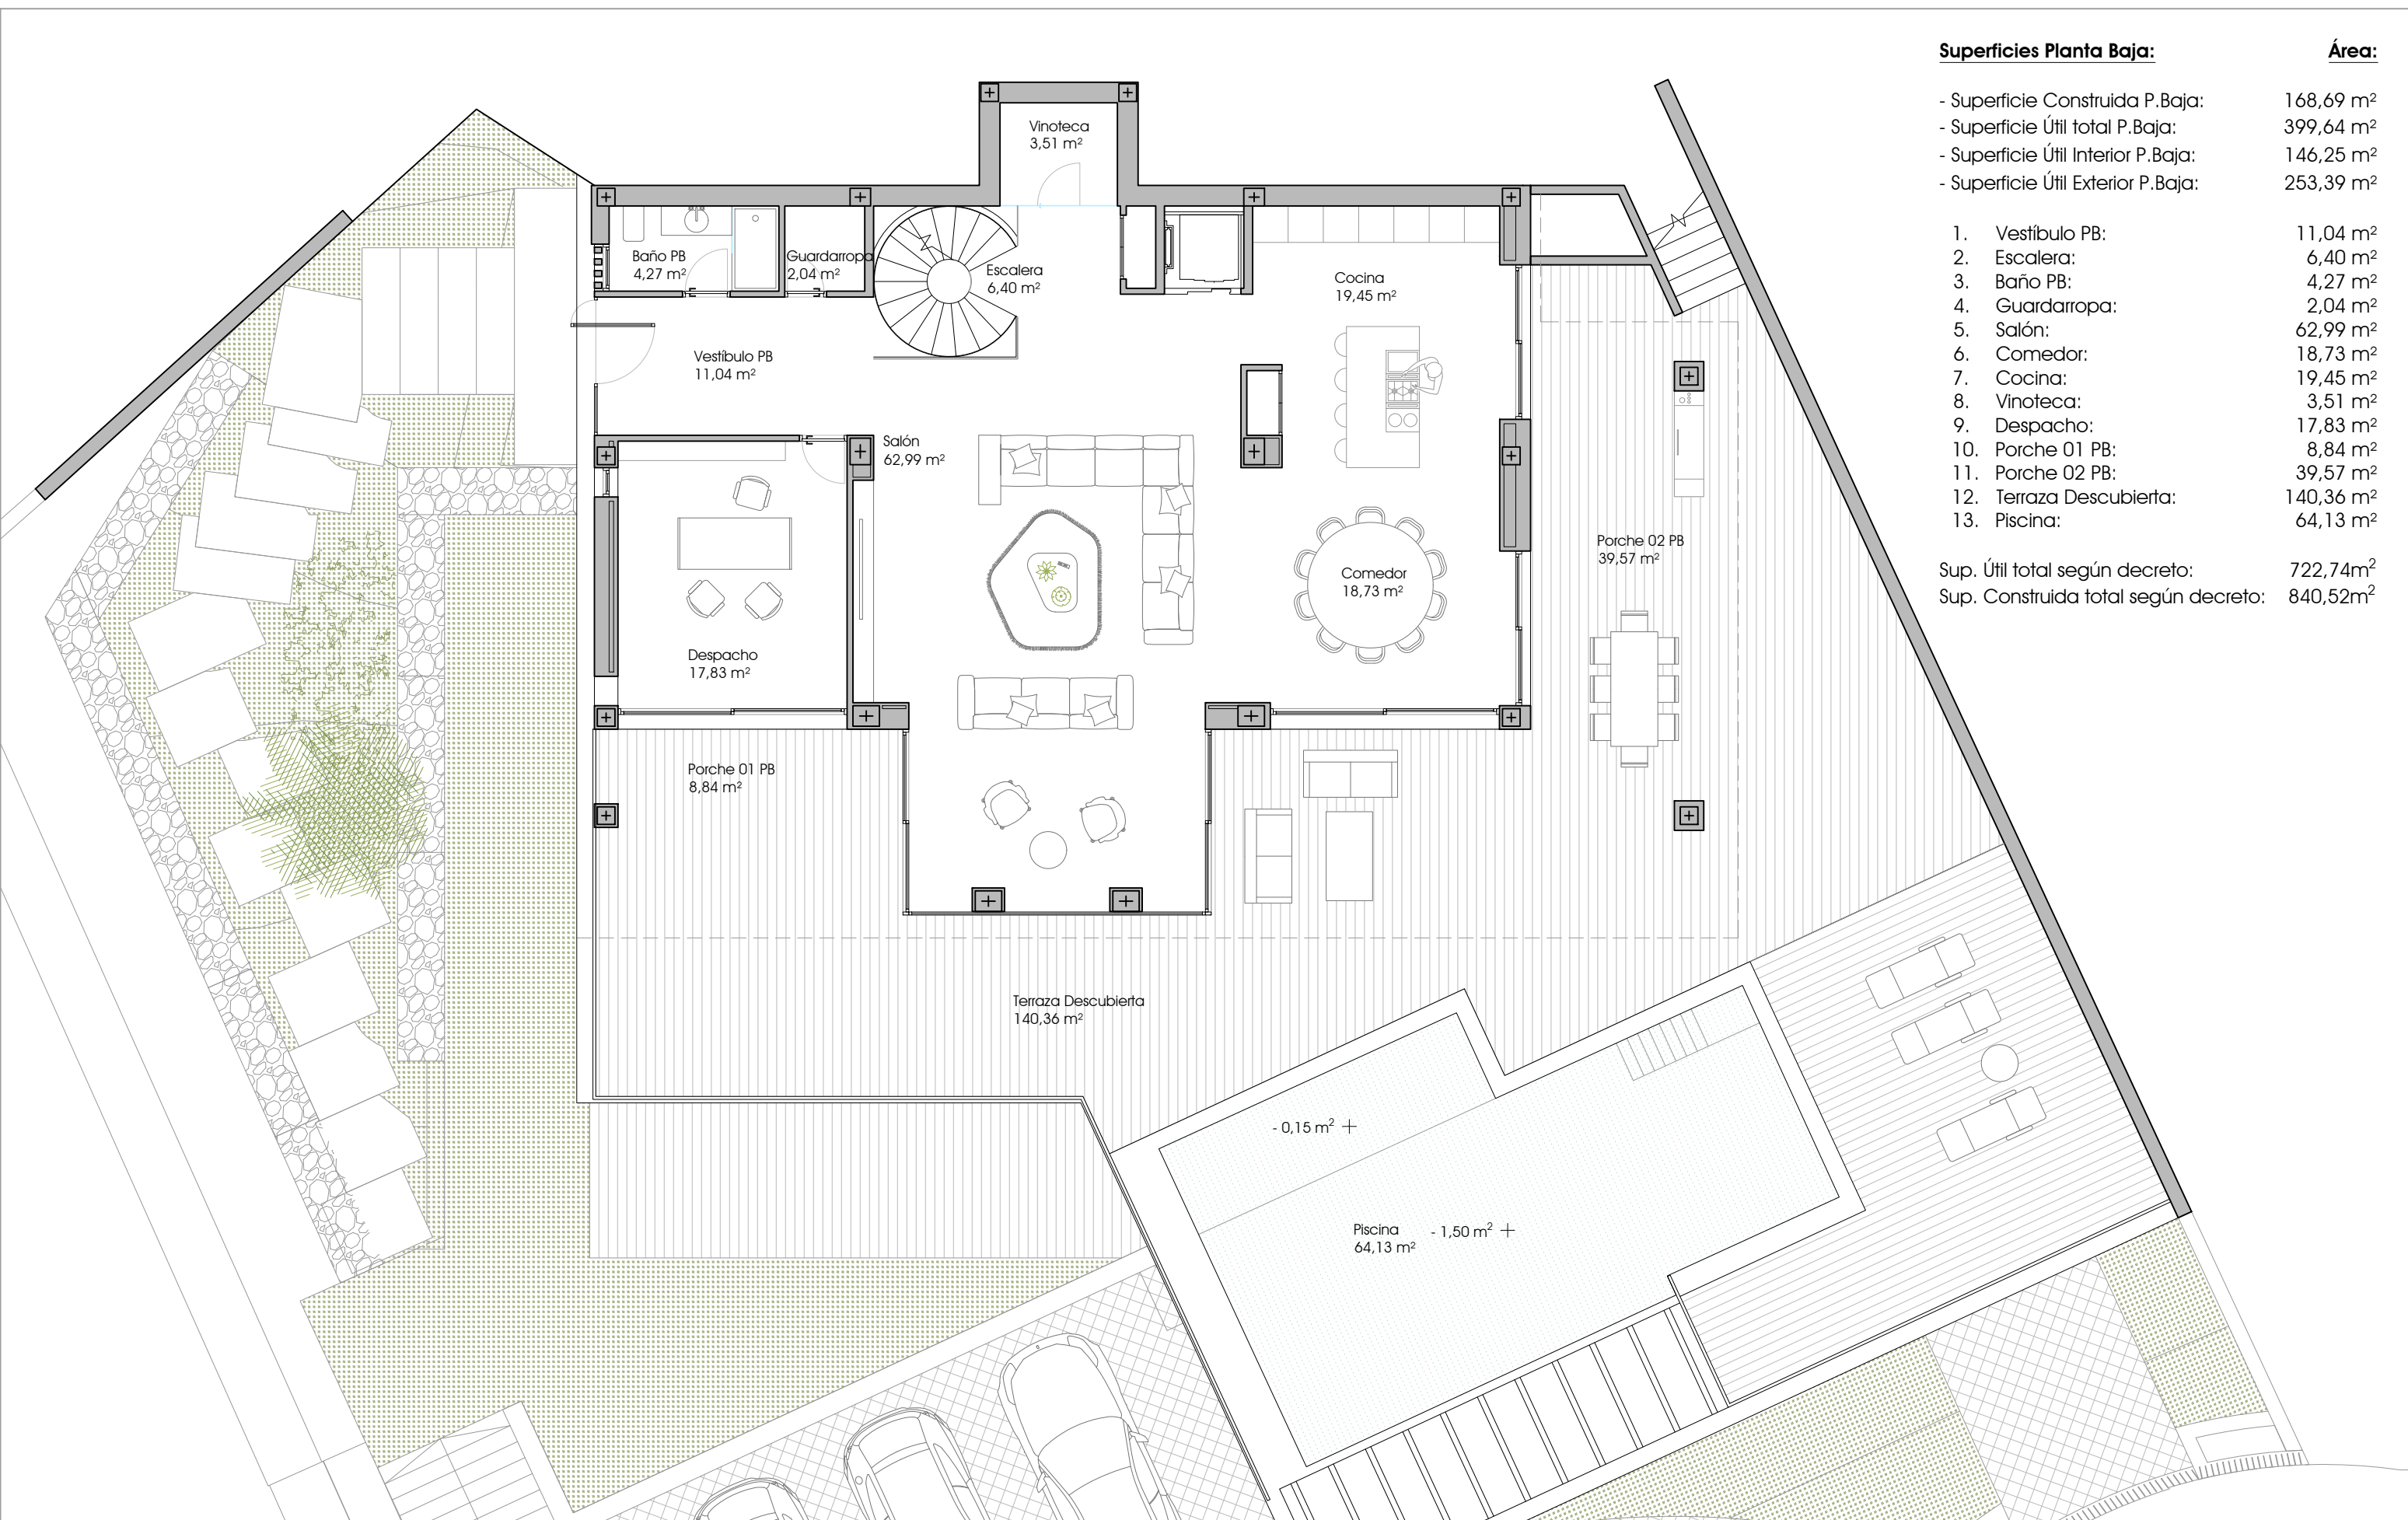 Superficies Planta Baja: Área:
- Superficie Construida P.Baja: 168,69 m²
- Superficie Útil total P.Baja: 399,64 m²
- Superficie Útil Interior P.Baja: 146,25 m²
- Superficie Útil Exterior P.Baja: 253,39 m²
1. Vestíbulo PB: 11,04 m²
2. Escalera: 6,40 m²
3. Baño PB: 4,27 m²
4. Guardarropa: 2,04 m²
5. Salón: 62,99 m²
6. Comedor: 18,73 m²
7. Cocina: 19,45 m²
8. Vinoteca: 3,51 m²
9. Despacho: 17,83 m²
10. Porche 01 PB: 8,84 m²
11. Porche 02 PB: 39,57 m²
12. Terraza Descubierta: 140,36 m²
13. Piscina: 64,13 m²
Sup. Útil total según decreto: 722,74m²
Sup. Construida total según decreto: 840,52m²
Vinoteca
3,51 m²
Baño PB
4,27 m²
Guardarropa
2,04 m²
Escalera
6,40 m²
Cocina
19,45 m²
Vestíbulo PB
11,04 m²
Salón
62,99 m²
Porche 02 PB
39,57 m²
Comedor
18,73 m²
Despacho
17,83 m²
Porche 01 PB
8,84 m²
Terraza Descubierta
140,36 m²
- 0,15 m²
Piscina
64,13 m²
- 1,50 m²